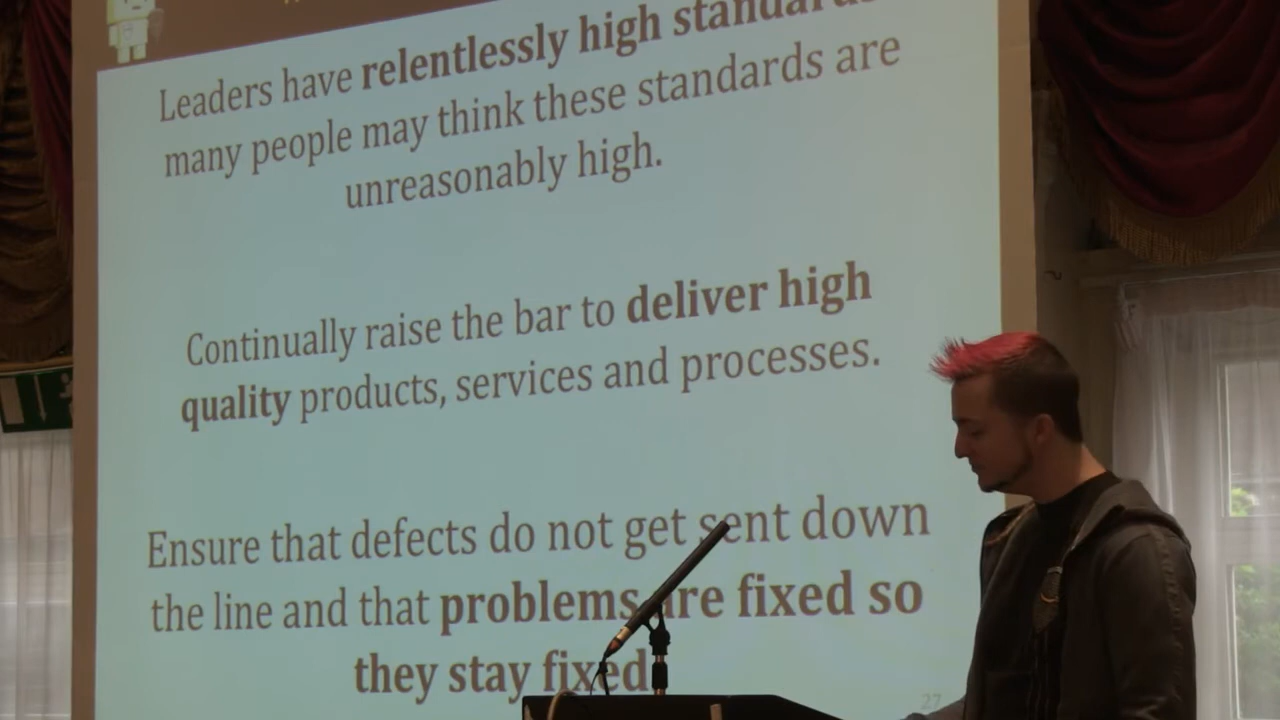 Leaders have relentlessly high standards
many people may think these standards are
unreasonably high.
Continually raise the bar to deliver high
quality products, services and processes.
Ensure that defects do not get sent down
the line and that problems are fixed so
they stay fixed
27